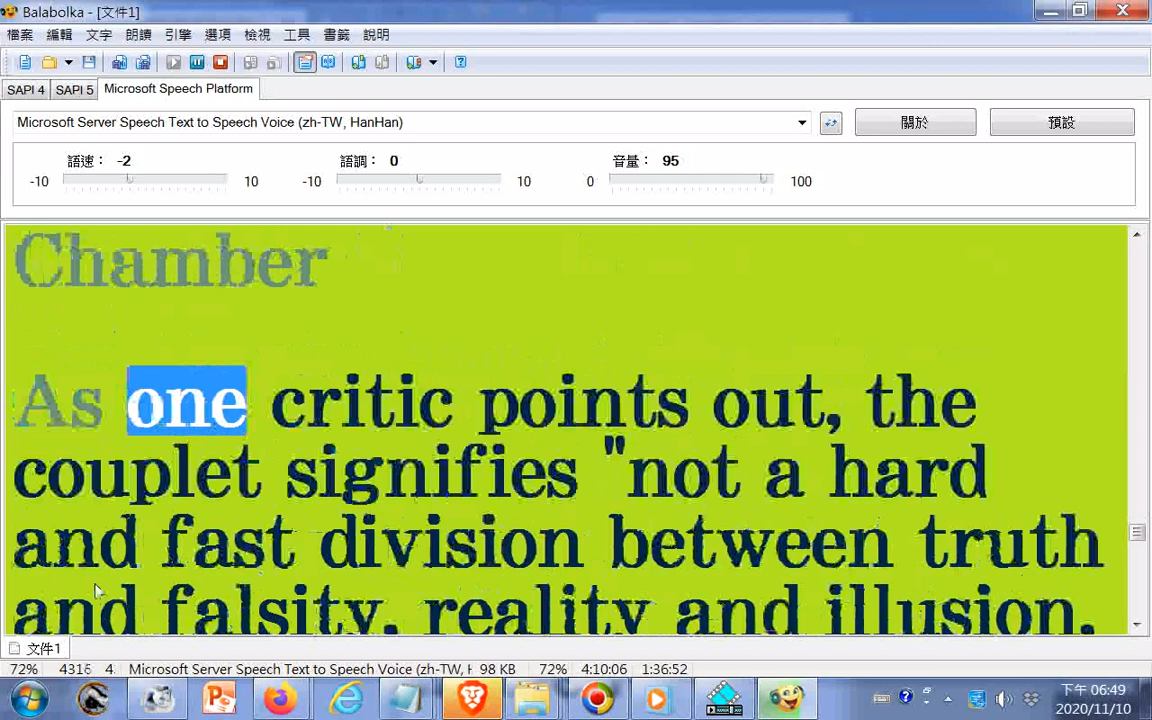 Balabolka - [文件1]
檔案 編輯 文字 朗讀 引擎 選項 檢視 工具 書籤 說明
SAPI 4 SAPI 5 Microsoft Speech Platform
Microsoft Server Speech Text to Speech Voice (zh-TW, HanHan) 關於 預設
語速： -2 語調： 0 音量： 95
-10 10 -10 10 0 100
Chamber
As one critic points out, the
couplet signifies "not a hard
and fast division between truth
and falsity, reality and illusion,
文件1
72% 4316 4 Microsoft Server Speech Text to Speech Voice (zh-TW, H 98 KB 72% 4:10:06 1:36:52
下午 06:49
2020/11/10